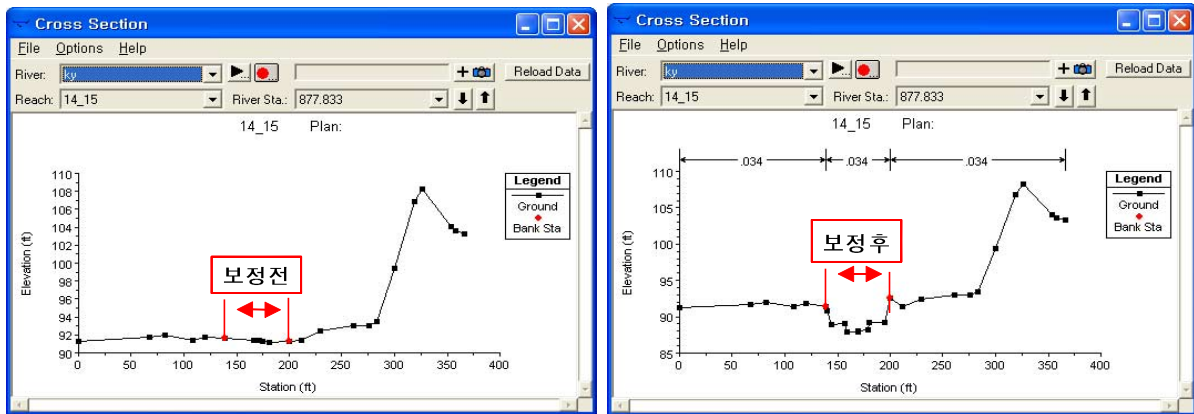 Cross Section
File Options Help
River: ky
Reload Data
Reach: 14_15 River Sta.: 877.833
14_15 Plan:
110
108
106
104
102
100
98
96
94
92
90
Elevation (ft)
보정전
0 50 100 150 200 250 300 350 400
Station (ft)
Legend
Ground
Bank Sta
Cross Section
File Options Help
River: ky
Reload Data
Reach: 14_15 River Sta.: 877.833
14_15 Plan:
.034 .034 .034
110
105
100
95
90
85
Elevation (ft)
보정후
0 50 100 150 200 250 300 350 400
Station (ft)
Legend
Ground
Bank Sta